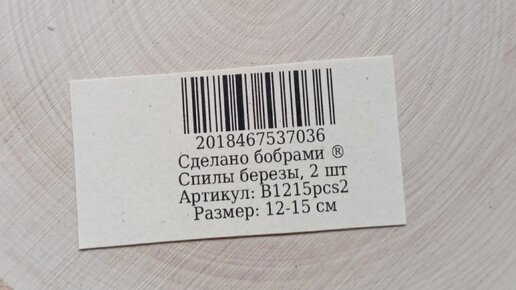 2018467537036
Сделано бобрами ®
Спилы березы, 2 шт
Артикул: B1215pcs2
Размер: 12-15 см